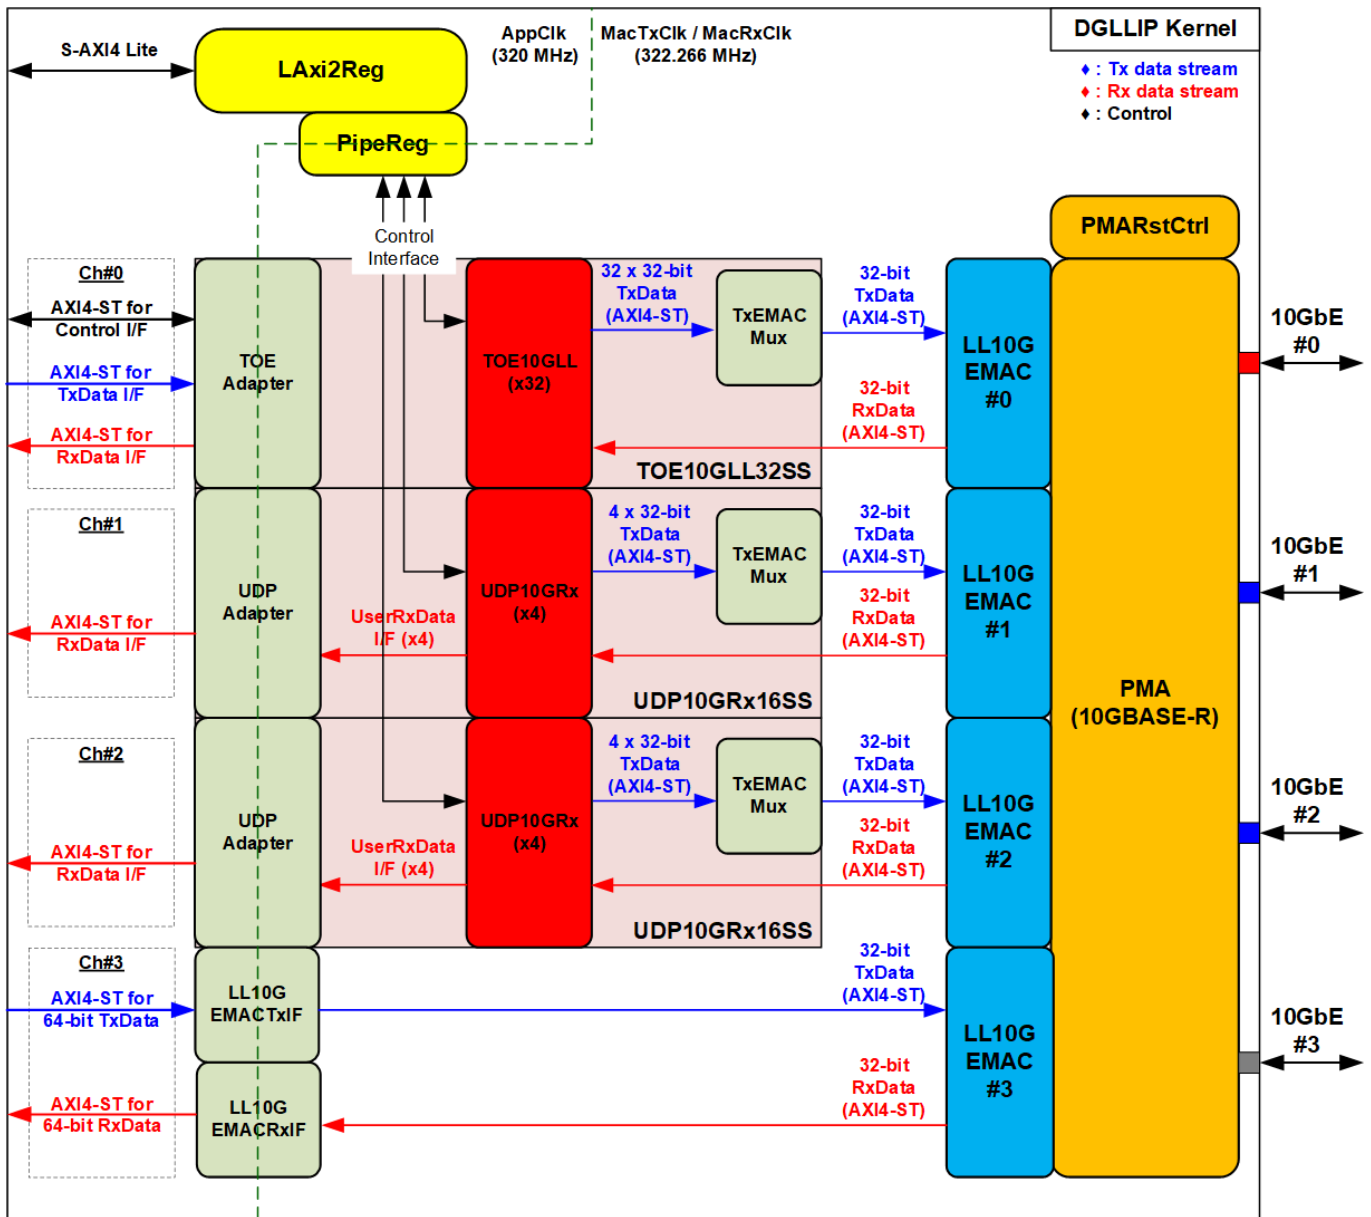 S-AXI4 Lite
LAxi2Reg
PipeReg
AppClk
(320 MHz)
MacTxClk / MacRxClk
(322.266 MHz)
DGLLIP Kernel
♦ : Tx data stream
♦ : Rx data stream
♦ : Control
PMARstCtrl
Control
Interface
Ch#0
AXI4-ST for
Control I/F
AXI4-ST for
TxData I/F
AXI4-ST for
RxData I/F
TOE
Adapter
TOE10GLL
(x32)
32 x 32-bit
TxData
(AXI4-ST)
TxEMAC
Mux
32-bit
TxData
(AXI4-ST)
32-bit
RxData
(AXI4-ST)
TOE10GLL32SS
LL10G
EMAC
#0
10GbE
#0
Ch#1
AXI4-ST for
RxData I/F
UDP
Adapter
UserRxData
I/F (x4)
UDP10GRx
(x4)
4 x 32-bit
TxData
(AXI4-ST)
TxEMAC
Mux
32-bit
TxData
(AXI4-ST)
32-bit
RxData
(AXI4-ST)
UDP10GRx16SS
LL10G
EMAC
#1
10GbE
#1
PMA
(10GBASE-R)
Ch#2
AXI4-ST for
RxData I/F
UDP
Adapter
UserRxData
I/F (x4)
UDP10GRx
(x4)
4 x 32-bit
TxData
(AXI4-ST)
TxEMAC
Mux
32-bit
TxData
(AXI4-ST)
32-bit
RxData
(AXI4-ST)
UDP10GRx16SS
LL10G
EMAC
#2
10GbE
#2
Ch#3
AXI4-ST for
64-bit TxData
AXI4-ST for
64-bit RxData
LL10G
EMACTxIF
LL10G
EMACRxIF
32-bit
TxData
(AXI4-ST)
32-bit
RxData
(AXI4-ST)
LL10G
EMAC
#3
10GbE
#3